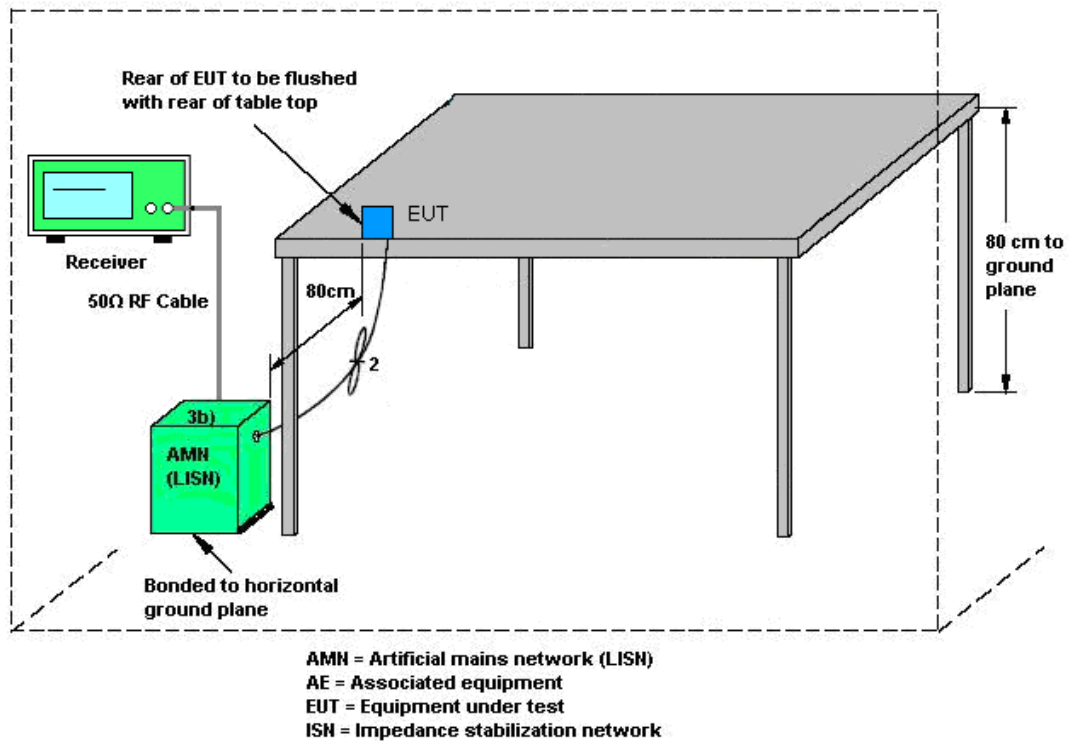 Rear of EUT to be flushed
with rear of table top
EUT
Receiver
50Ω RF Cable
80cm
80 cm to
ground
plane
2
3b)
AMN
(LISN)
Bonded to horizontal
ground plane
AMN = Artificial mains network (LISN)
AE = Associated equipment
EUT = Equipment under test
ISN = Impedance stabilization network